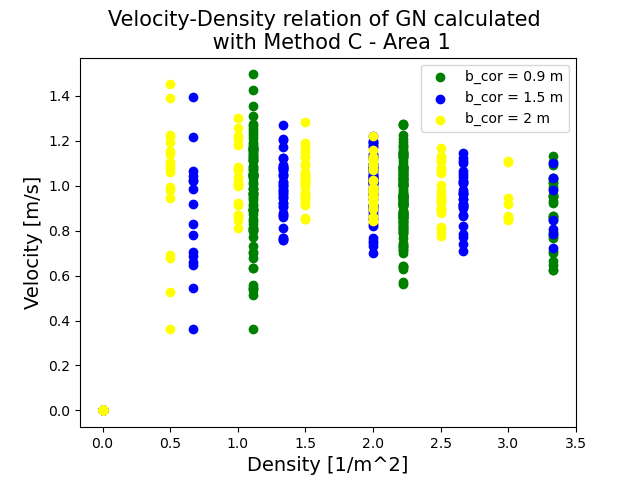 Velocity-Density relation of GN calculated
with Method C - Area 1
b_cor = 0.9 m
b_cor = 1.5 m
b_cor = 2 m
Velocity [m/s]
1.4
1.2
1.0
0.8
0.6
0.4
0.2
0.0
0.0 0.5 1.0 1.5 2.0 2.5 3.0 3.5
Density [1/m^2]